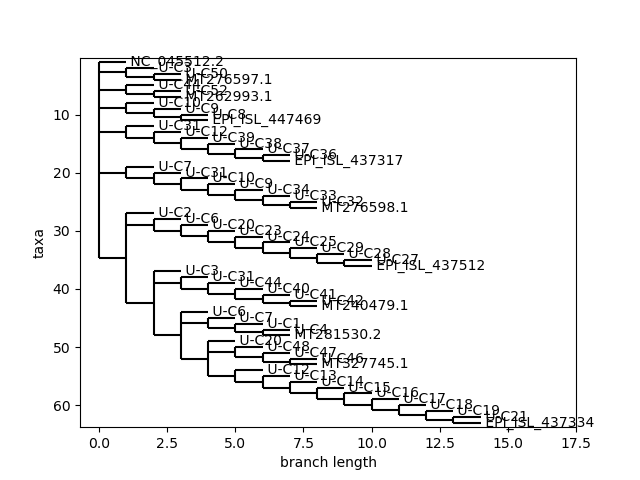 NC_045512.2
U-C3
U-C50
MT276597.1
U-C44
U-C52
MT262993.1
U-C10
U-C9
U-C8
EPI_ISL_447469
U-C31
U-C12
U-C39
U-C38
U-C37
U-C36
EPI_ISL_437317
U-C7
U-C31
U-C10
U-C9
U-C34
U-C33
U-C32
MT276598.1
U-C2
U-C6
U-C20
U-C23
U-C24
U-C25
U-C29
U-C28
U-C27
EPI_ISL_437512
U-C3
U-C31
U-C44
U-C40
U-C41
U-C42
MT240479.1
U-C6
U-C7
U-C1
U-C4
MT281530.2
U-C20
U-C48
U-C47
U-C46
MT327745.1
U-C12
U-C13
U-C14
U-C15
U-C16
U-C17
U-C18
U-C19
U-C21
EPI_ISL_437334
10
20
30
40
50
60
taxa
0.0 2.5 5.0 7.5 10.0 12.5 15.0 17.5
branch length